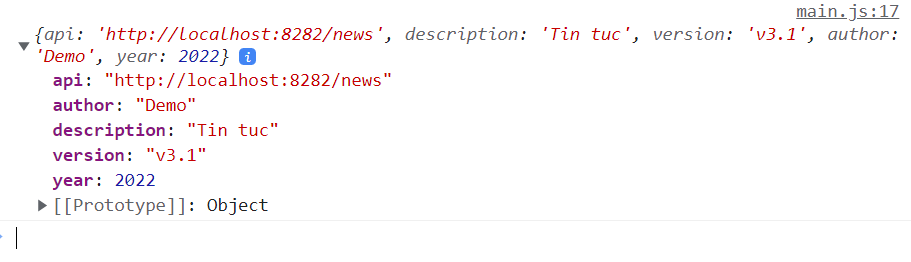 main.js:17
{api: 'http://localhost:8282/news', description: 'Tin tuc', version: 'v3.1', author:
'Demo', year: 2022} i
api: "http://localhost:8282/news"
author: "Demo"
description: "Tin tuc"
version: "v3.1"
year: 2022
[[Prototype]]: Object